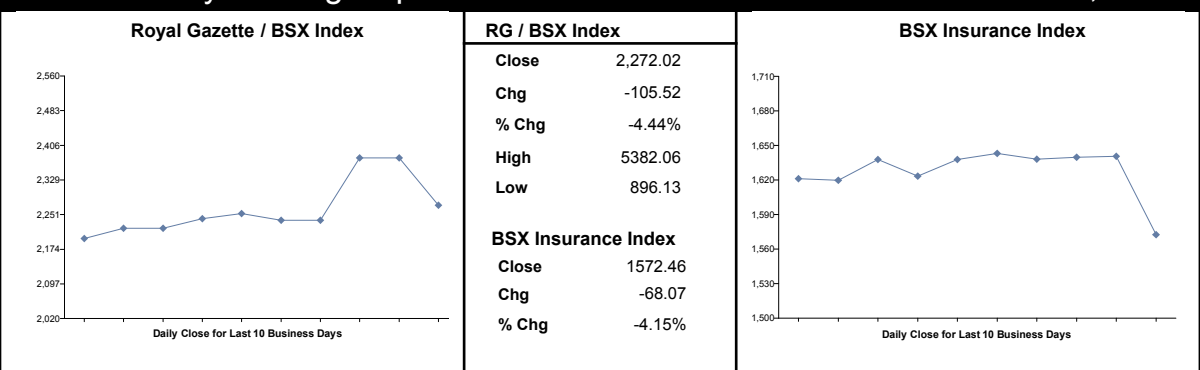 Royal Gazette / BSX Index
2,560
2,483
2,406
2,329
2,251
2,174
2,097
2,020
Daily Close for Last 10 Business Days
RG / BSX Index
Close 2,272.02
Chg -105.52
% Chg -4.44%
High 5382.06
Low 896.13
BSX Insurance Index
Close 1572.46
Chg -68.07
% Chg -4.15%
BSX Insurance Index
1,710
1,680
1,650
1,620
1,590
1,560
1,530
1,500
Daily Close for Last 10 Business Days